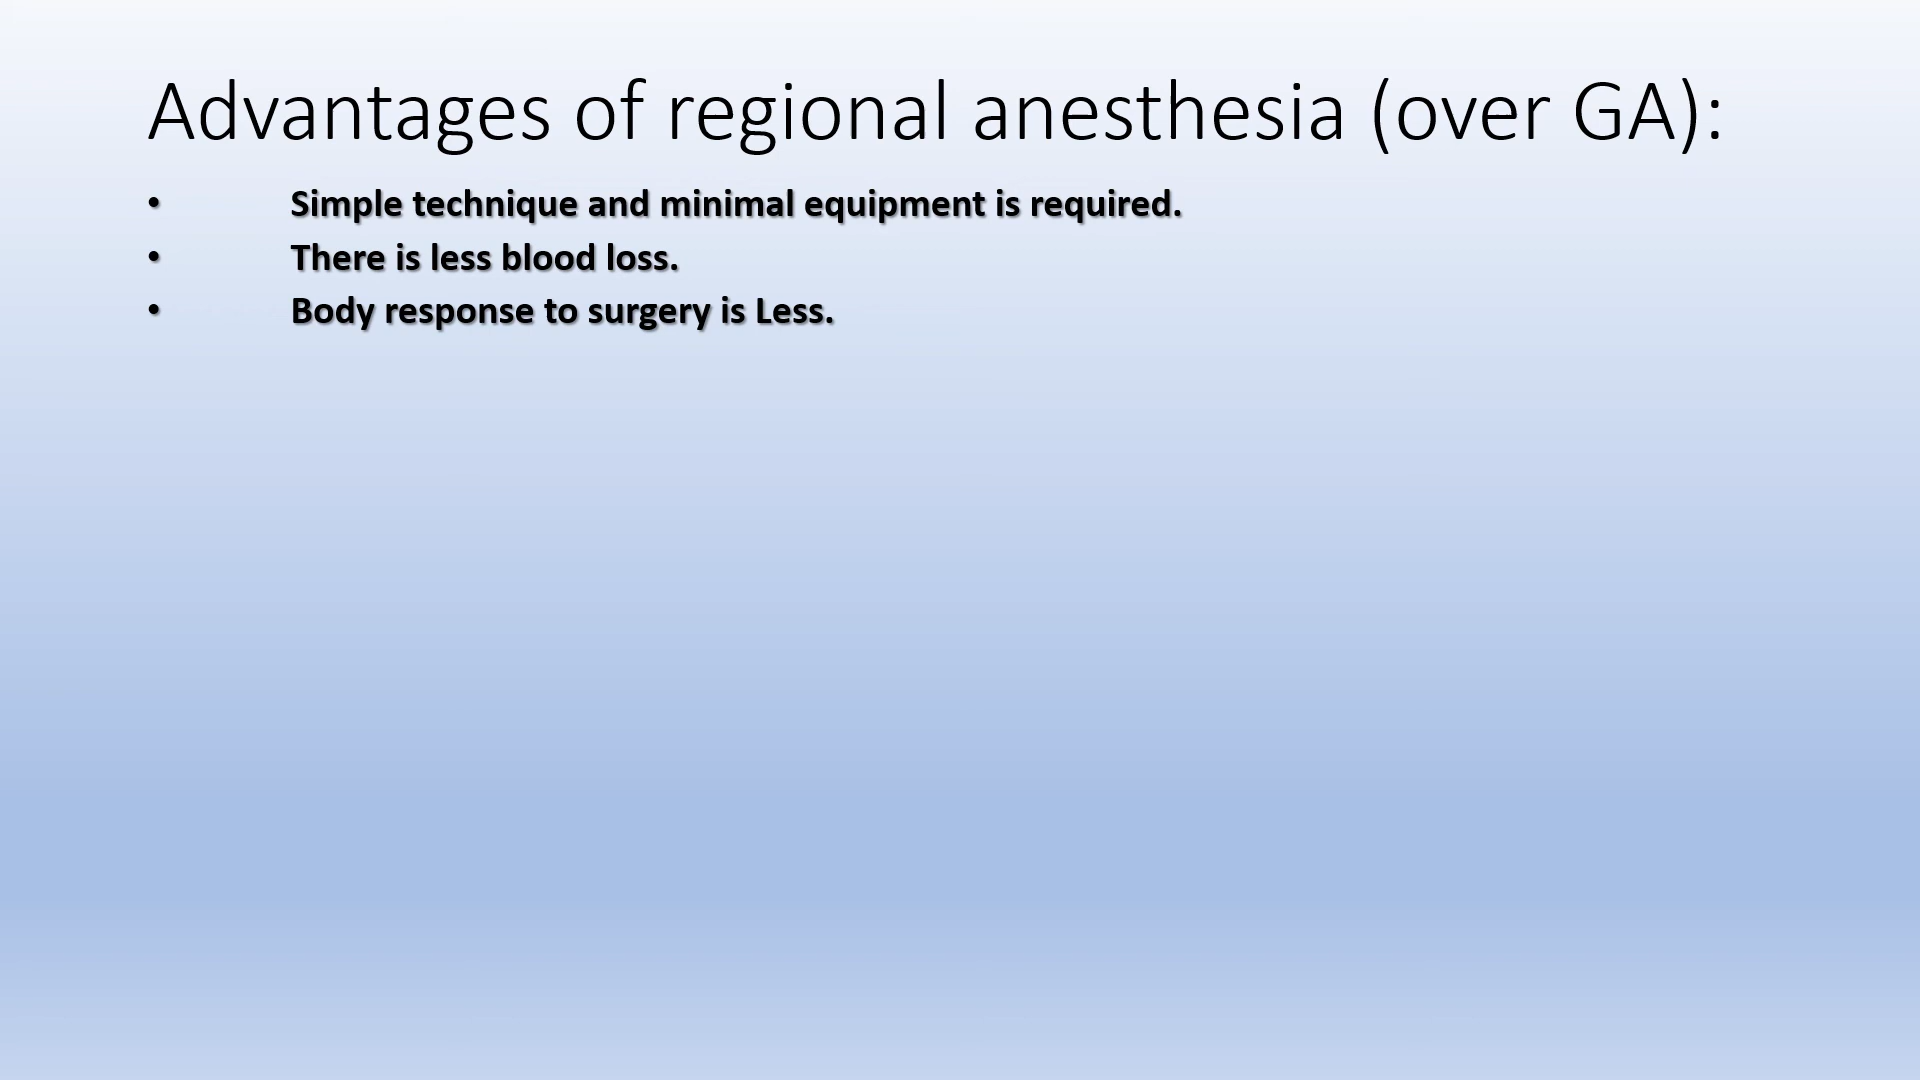 Advantages of regional anesthesia (over GA):
• Simple technique and minimal equipment is required.
• There is less blood loss.
• Body response to surgery is Less.